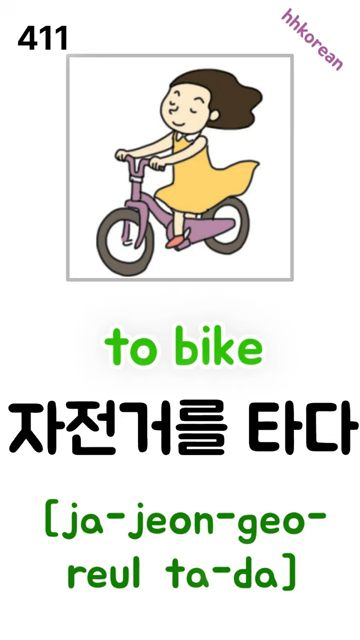 411
hhkorean
to bike
자전거를 타다
[ja-jeon-geo-
reul ta-da]